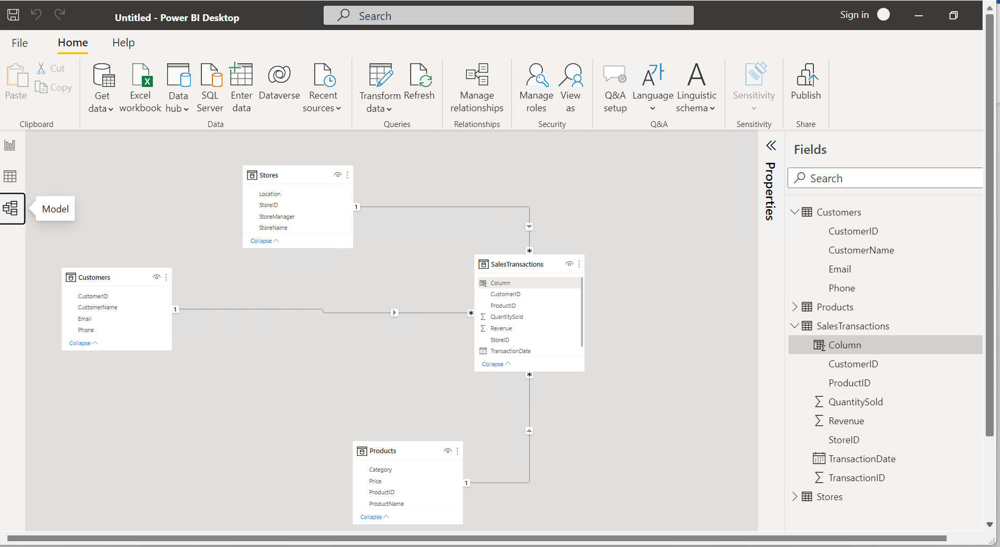 Untitled - Power BI Desktop
Search
Sign in
File
Home
Help
Paste
Cut
Copy
Clipboard
Get data
Excel workbook
Data hub
SQL Server
Enter data
Dataverse
Recent sources
Data
Transform data
Refresh
Queries
Manage relationships
Relationships
Manage roles
View as
Security
Q&A setup
Language
Linguistic schema
Q&A
Sensitivity
Sensitivity
Publish
Share
Model
Stores
Location
StoreID
StoreManager
StoreName
Collapse
1
*
Customers
CustomerID
CustomerName
Email
Phone
Collapse
1
*
SalesTransactions
Column
CustomerID
ProductID
QuantitySold
Revenue
StoreID
TransactionDate
Collapse
*
Products
Category
Price
ProductID
ProductName
Collapse
1
Properties
Fields
Search
Customers
CustomerID
CustomerName
Email
Phone
Products
SalesTransactions
Column
CustomerID
ProductID
QuantitySold
Revenue
StoreID
TransactionDate
TransactionID
Stores